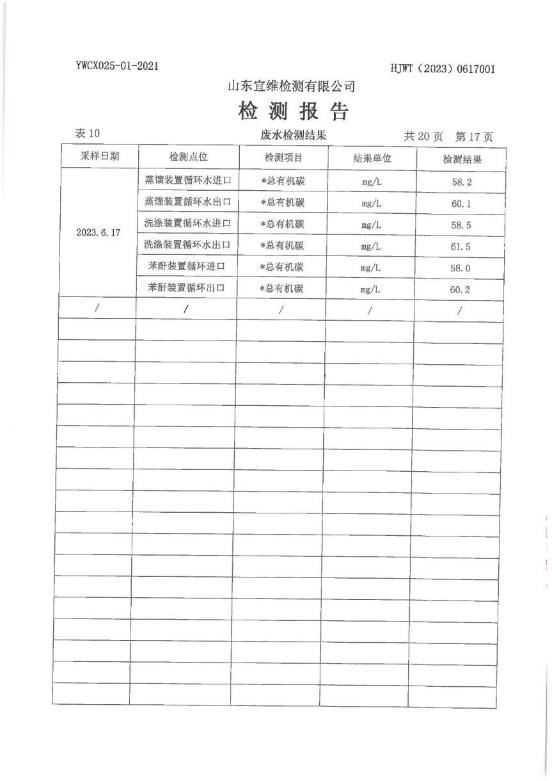 YWCX025-01-2021 HJWT（2023）0617001
山东宜维检测有限公司
检测报告
表 10 废水检测结果 共 20 页 第 17 页
采样日期 检测点位 检测项目 结果单位 检测结果
蒸馏装置循环水进口 *总有机碳 mg/L 58.2
蒸馏装置循环水出口 *总有机碳 mg/L 60.1
洗涤装置循环水进口 *总有机碳 mg/L 58.5
2023.6.17
洗涤装置循环水出口 *总有机碳 mg/L 61.5
苯酐装置循环进口 *总有机碳 mg/L 58.0
苯酐装置循环出口 *总有机碳 mg/L 60.2
/ / / / /